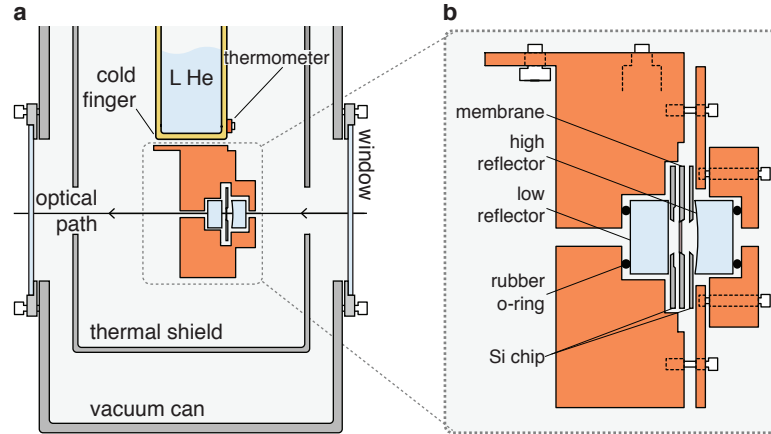 a
L He
thermometer
cold
finger
window
optical
path
thermal shield
vacuum can
b
membrane
high
reflector
low
reflector
rubber
o-ring
Si chip